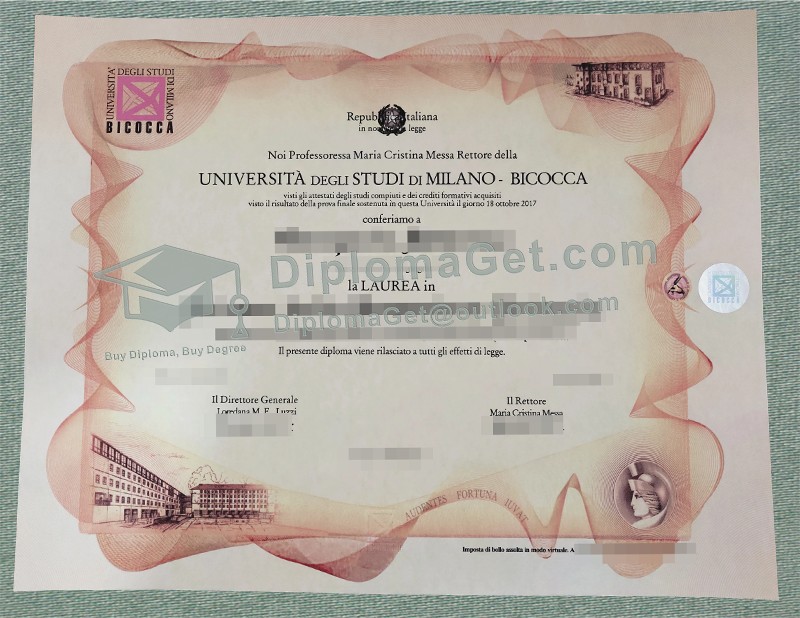 UNIVERSITÀ
DEGLI STUDI
DI MILANO
BICOCCA
Repubblica Italiana
in nome della legge
Noi Professoressa Maria Cristina Messa Rettore della
UNIVERSITÀ DEGLI STUDI DI MILANO - BICOCCA
visti gli attestati degli studi compiuti e dei crediti formativi acquisiti
visto il risultato della prova finale sostenuta in questa Università il giorno 18 ottobre 2017
conferiamo a
DiplomaGet.com
la LAUREA in
DiplomaGet@outlook.com
Buy Diploma, Buy Degree
Il presente diploma viene rilasciato a tutti gli effetti di legge.
Il Direttore Generale
Loredana M. E. Luzzi
Il Rettore
Maria Cristina Messa
AUDENTES FORTUNA IUVAT
Imposta di bollo assolta in modo virtuale. A
BICOCCA